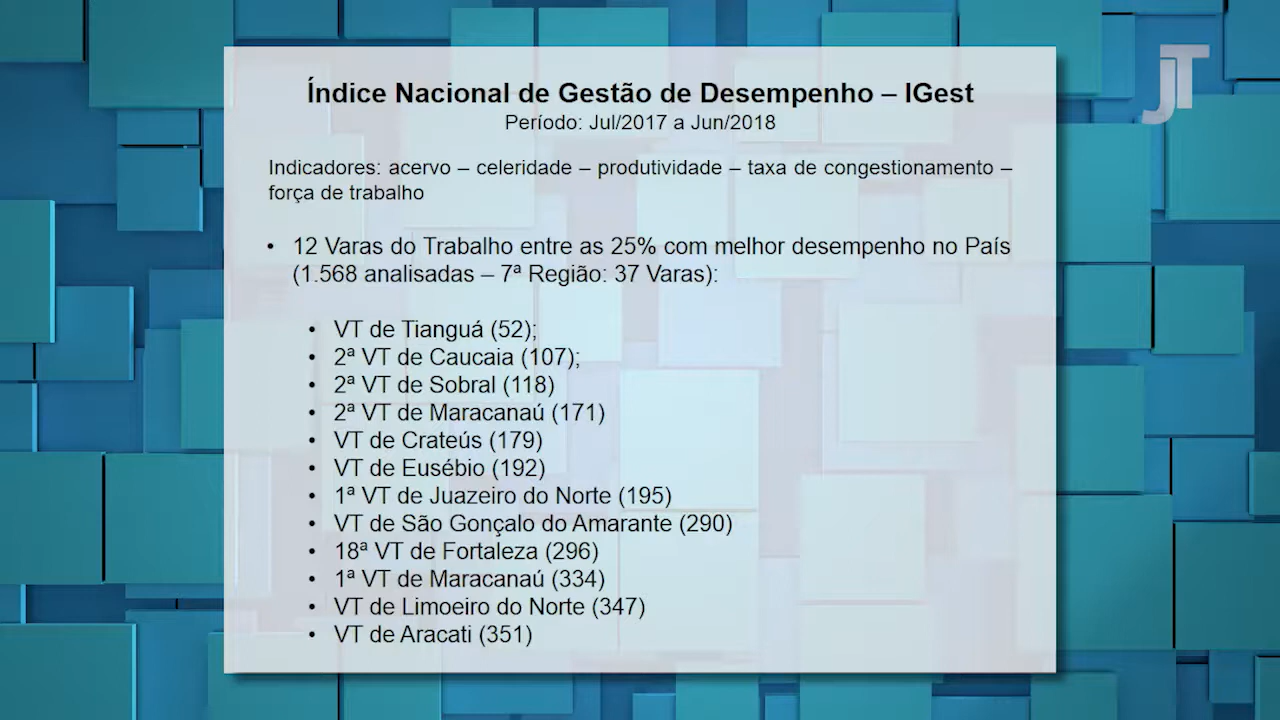 JT
Índice Nacional de Gestão de Desempenho – IGest
Período: Jul/2017 a Jun/2018
Indicadores: acervo – celeridade – produtividade – taxa de congestionamento –
força de trabalho
• 12 Varas do Trabalho entre as 25% com melhor desempenho no País
(1.568 analisadas – 7ª Região: 37 Varas):
• VT de Tianguá (52);
• 2ª VT de Caucaia (107);
• 2ª VT de Sobral (118)
• 2ª VT de Maracanaú (171)
• VT de Crateús (179)
• VT de Eusébio (192)
• 1ª VT de Juazeiro do Norte (195)
• VT de São Gonçalo do Amarante (290)
• 18ª VT de Fortaleza (296)
• 1ª VT de Maracanaú (334)
• VT de Limoeiro do Norte (347)
• VT de Aracati (351)